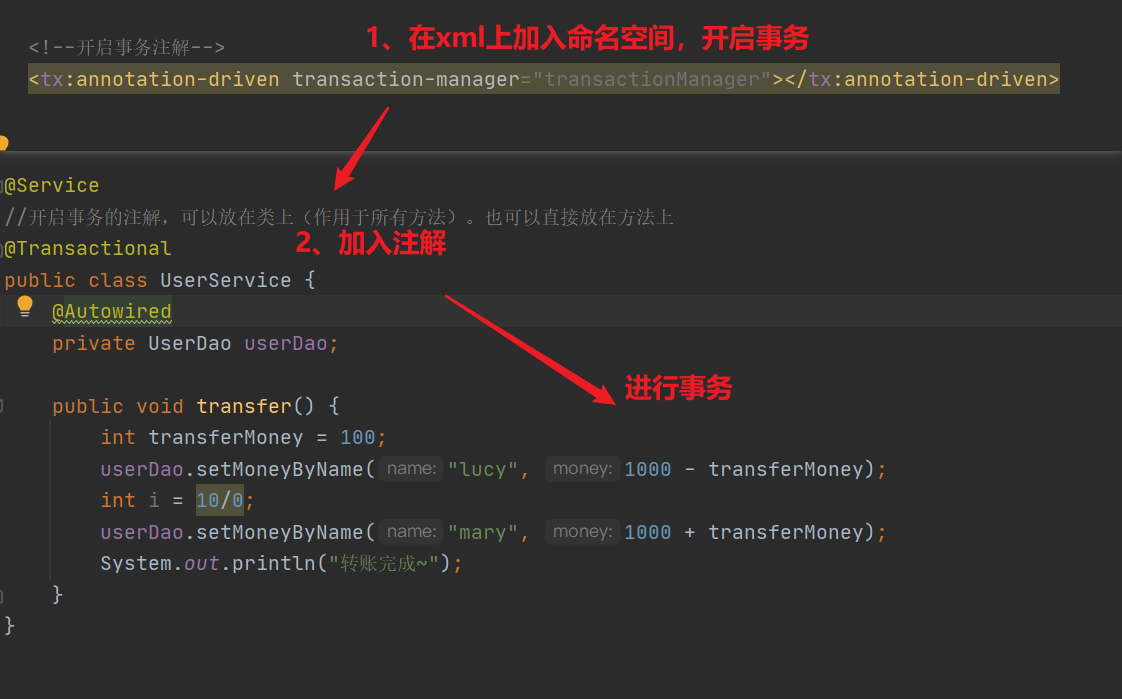 1、在xml上加入命名空间，开启事务
<!--开启事务注解-->
<tx:annotation-driven transaction-manager="transactionManager"></tx:annotation-driven>
@Service
//开启事务的注解，可以放在类上（作用于所有方法）。也可以直接放在方法上
2、加入注解
@Transactional
public class UserService {
@Autowired
private UserDao userDao;
进行事务
public void transfer() {
int transferMoney = 100;
userDao.setMoneyByName( name: "lucy", money: 1000 - transferMoney);
int i = 10/0;
userDao.setMoneyByName( name: "mary", money: 1000 + transferMoney);
System.out.println("转账完成~");
}
}